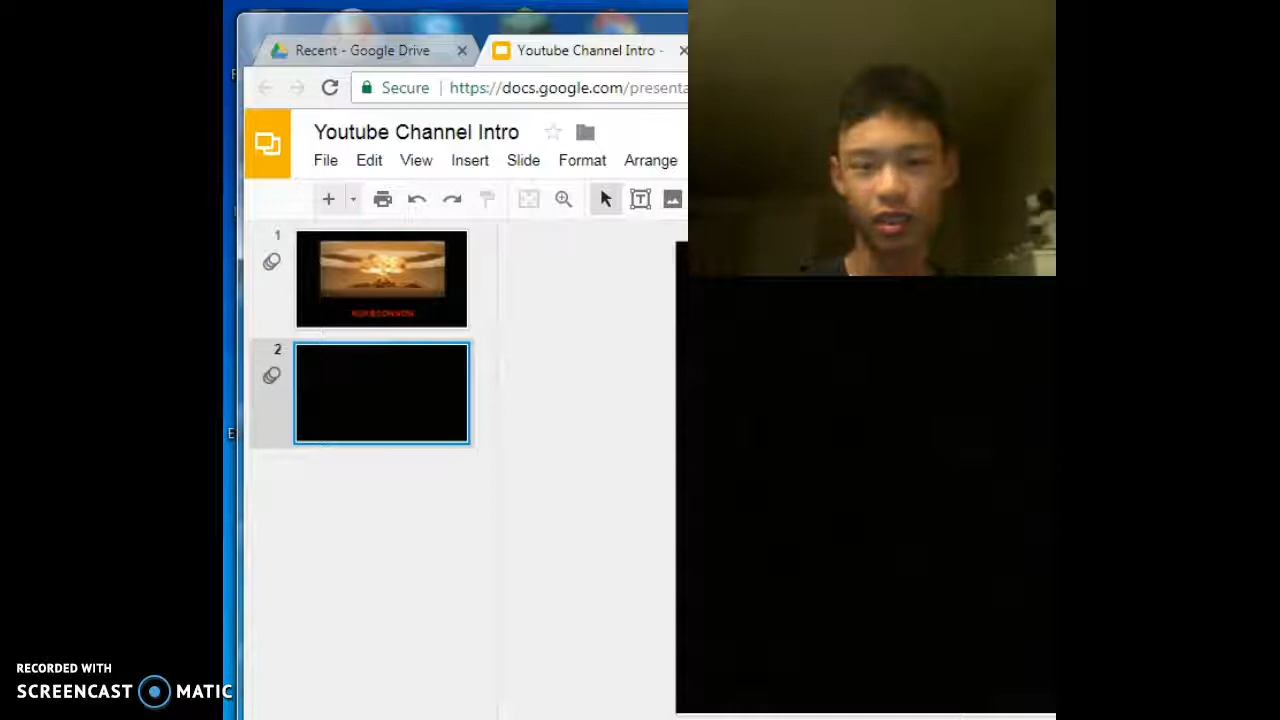 Recent - Google Drive
Youtube Channel Intro -
Secure
https://docs.google.com/presenta
Youtube Channel Intro
File Edit View Insert Slide Format Arrange
1
2
RECORDED WITH
SCREENCAST MATIC